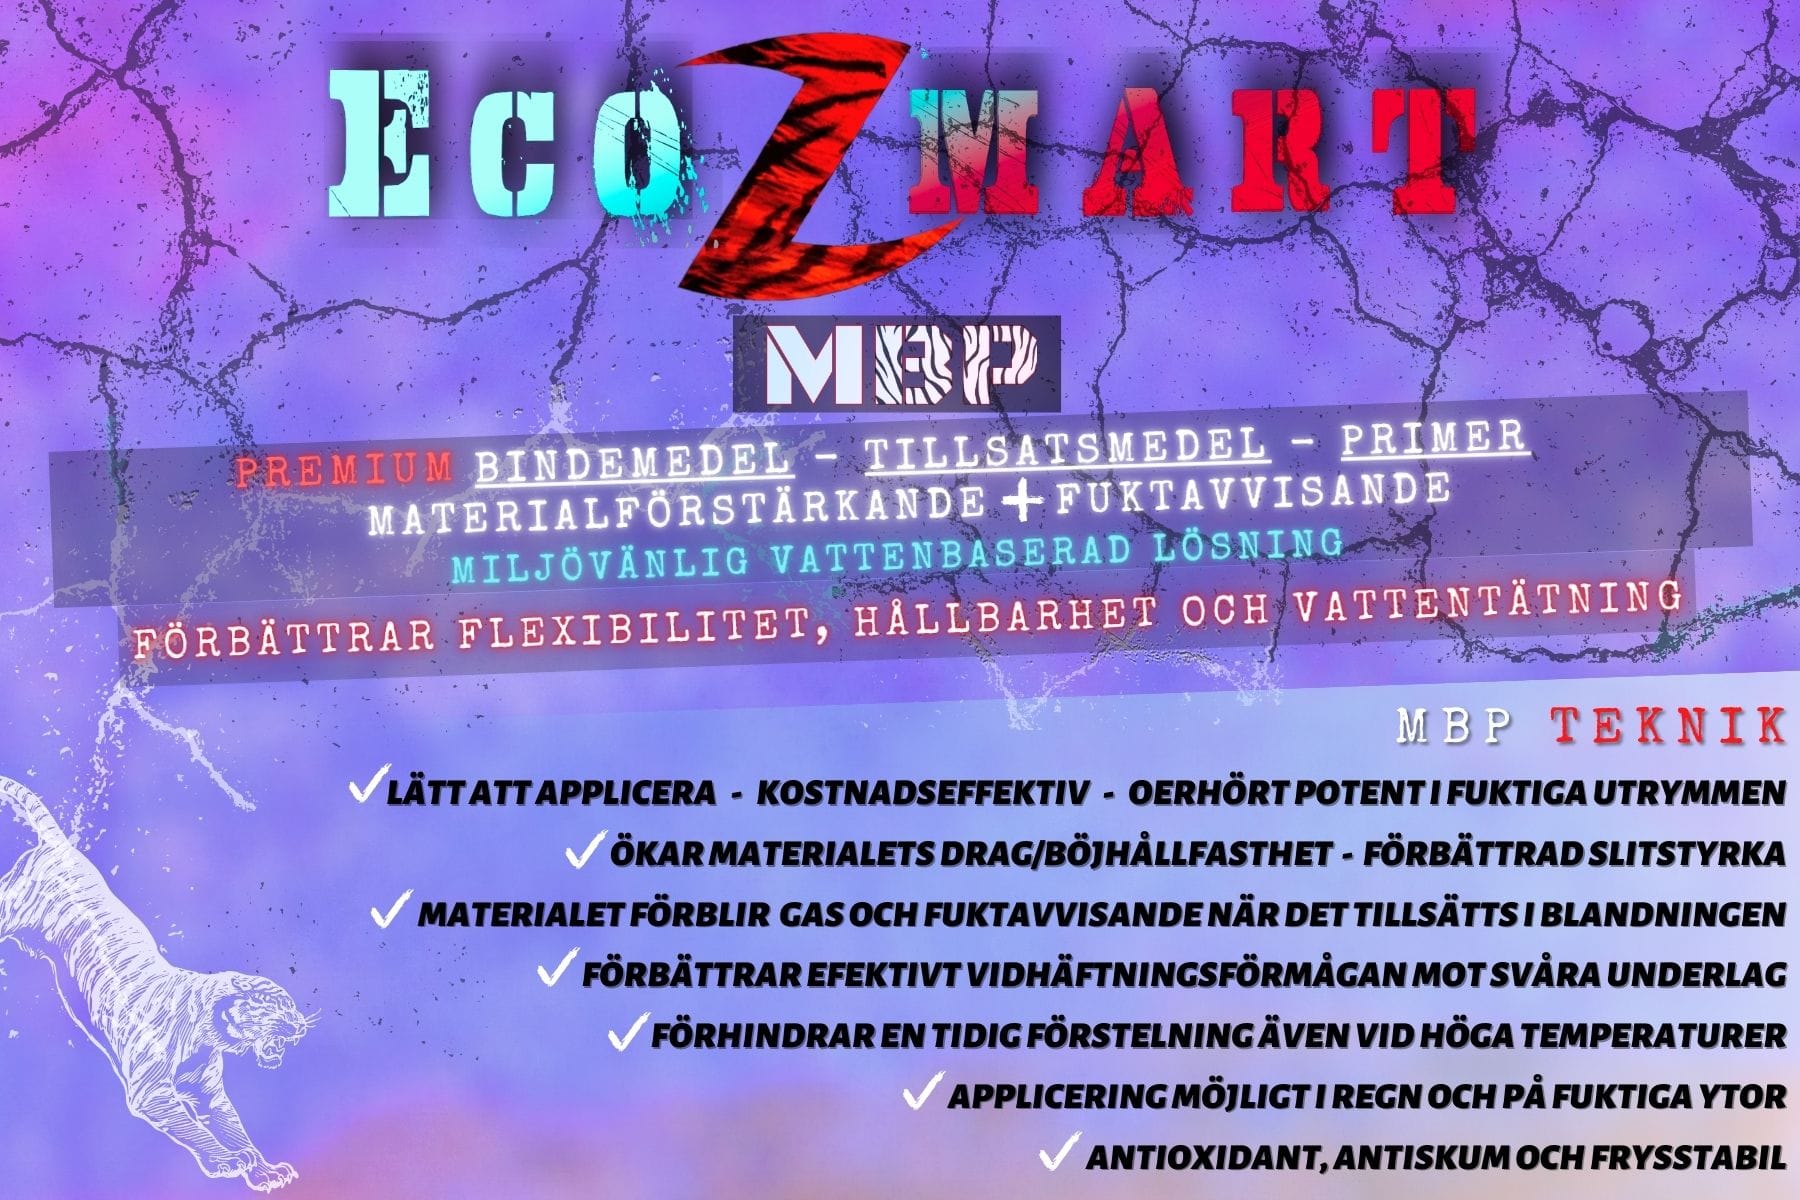 EcoZMART
MBP
PREMIUM BINDEMEDEL - TILLSATSMEDEL - PRIMER
MATERIALFÖRSTÄRKANDE + FUKTAVVISANDE
MILJÖVÄNLIG VATTENBASERAD LÖSNING
FÖRBÄTTRAR FLEXIBILITET, HÅLLBARHET OCH VATTENTÄTNING
MBP TEKNIK
LÄTT ATT APPLICERA - KOSTNADSEFFEKTIV - OERHÖRT POTENT I FUKTIGA UTRYMMEN
ÖKAR MATERIALETS DRAG/BÖJHÅLLFASTHET - FÖRBÄTTRAD SLITSTYRKA
MATERIALET FÖRBLIR GAS OCH FUKTAVVISANDE NÄR DET TILLSÄTTS I BLANDNINGEN
FÖRBÄTTRAR EFEKTIVT VIDHÄFTNINGSFÖRMÅGAN MOT SVÅRA UNDERLAG
FÖRHINDRAR EN TIDIG FÖRSTELNING ÄVEN VID HÖGA TEMPERATURER
APPLICERING MÖJLIGT I REGN OCH PÅ FUKTIGA YTOR
ANTIOXIDANT, ANTISKUM OCH FRYSSTABIL